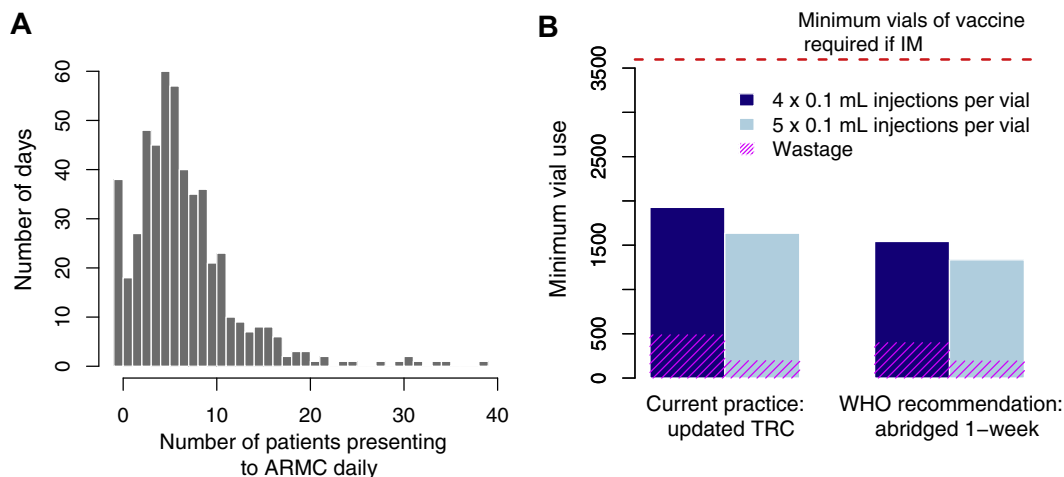 A
Number of days
0
10
20
30
40
50
60
0
10
20
30
40
Number of patients presenting
to ARMC daily
B
Minimum vials of vaccine
required if IM
Minimum vial use
0
500
1500
2500
3500
4 x 0.1 mL injections per vial
5 x 0.1 mL injections per vial
Wastage
Current practice:
updated TRC
WHO recommendation:
abridged 1−week